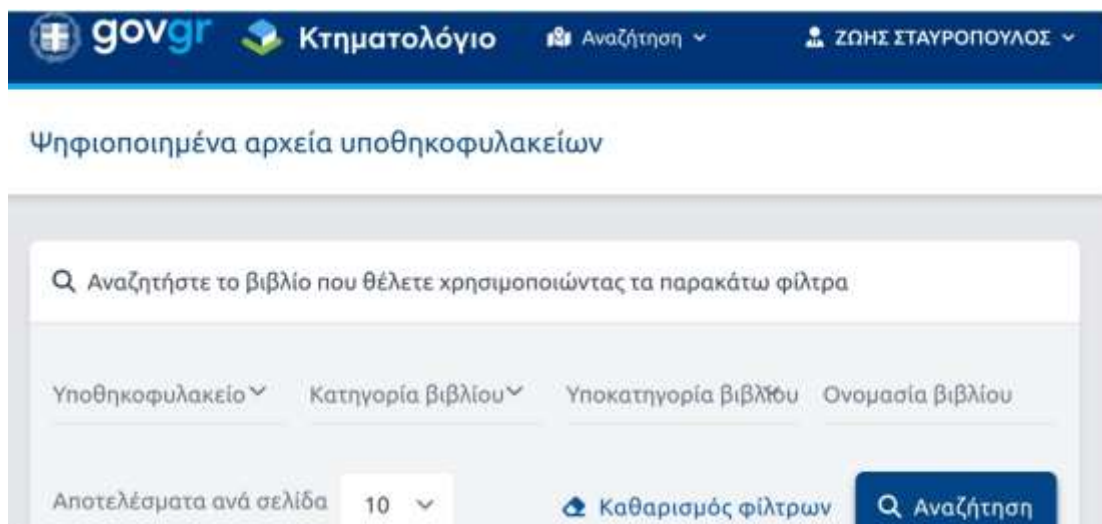 govgr Κτηματολόγιο Αναζήτηση ΖΩΗΣ ΣΤΑΥΡΟΠΟΥΛΟΣ
Ψηφιοποιημένα αρχεία υποθηκοφυλακείων
Αναζητήστε το βιβλίο που θέλετε χρησιμοποιώντας τα παρακάτω φίλτρα
Υποθηκοφυλακείο Κατηγορία βιβλίου Υποκατηγορία βιβλίου Ονομασία βιβλίου
Αποτελέσματα ανά σελίδα 10 Καθαρισμός φίλτρων Αναζήτηση